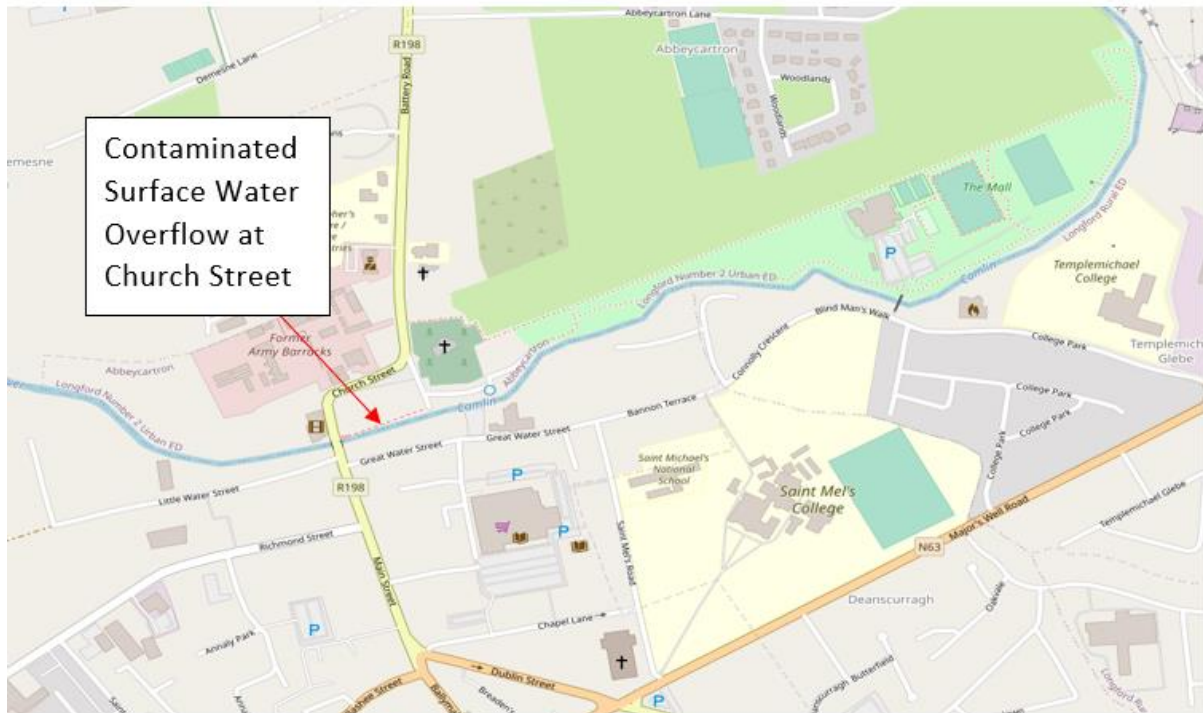 Abbeycartron Lane
R198
Abbeycartron
Demesne Lane
Woodlands
Battery Road
Woodlands
Contaminated
Surface Water
Overflow at
Church Street
The Mall
P
Longford Rural ED
Longford Number 2 Urban ED
Camlin
Templemichael
College
Former
Army Barracks
Blind Man's Walk
Abbeycartron
Abbeycartron
Connolly Crescent
College Park
Templemich
Glebe
Longford Number 2 Urban ED
Church Street
Camlin
College Park
Bannon Terrace
College Park
Great Water Street
Great Water Street
College Park
Saint Michael's
National
School
P
Little Water Street
R198
Saint Mel's
College
Major's Well Road
Templemichael Glebe
Richmond Street
P
N63
Main Street
Saint Mel's Road
Deanscurragh
Oakvale
Annaly Park
P
Chapel Lane
Dublin Street
Breaden's
P